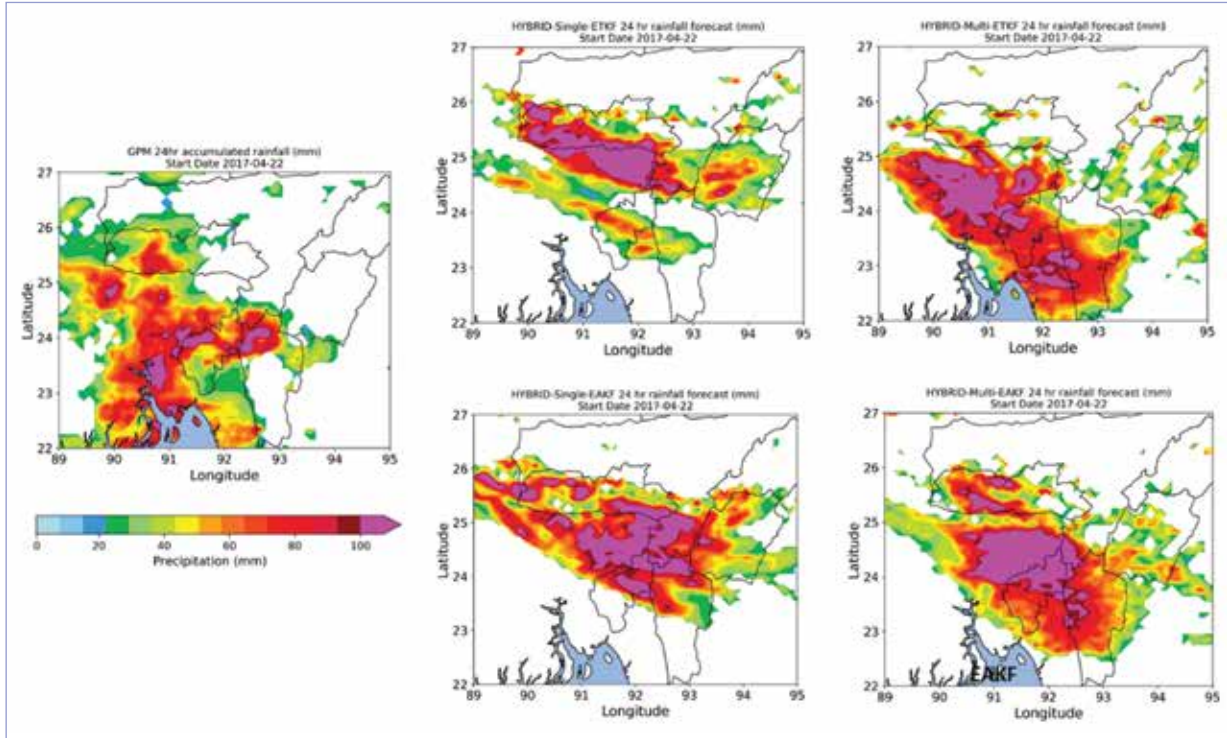 HYBRID-Single-ETKF 24 hr rainfall forecast (mm)
Start Date 2017-04-22
27
26
25
24
23
22
Latitude
89 90 91 92 93 94 95
Longitude
HYBRID-Multi-ETKF 24 hr rainfall forecast (mm)
Start Date 2017-04-22
27
26
25
24
23
22
Latitude
89 90 91 92 93 94 95
Longitude
GPM 24hr accumulated rainfall (mm)
Start Date 2017-04-22
27
26
25
24
23
22
Latitude
89 90 91 92 93 94 95
Longitude
0 20 40 60 80 100
Precipitation (mm)
HYBRID-Single-EAKF 24 hr rainfall forecast (mm)
Start Date 2017-04-22
27
26
25
24
23
22
Latitude
89 90 91 92 93 94 95
Longitude
HYBRID-Multi-EAKF 24 hr rainfall forecast (mm)
Start Date 2017-04-22
27
26
25
24
23
22
Latitude
EAKF
89 90 91 92 93 94 95
Longitude